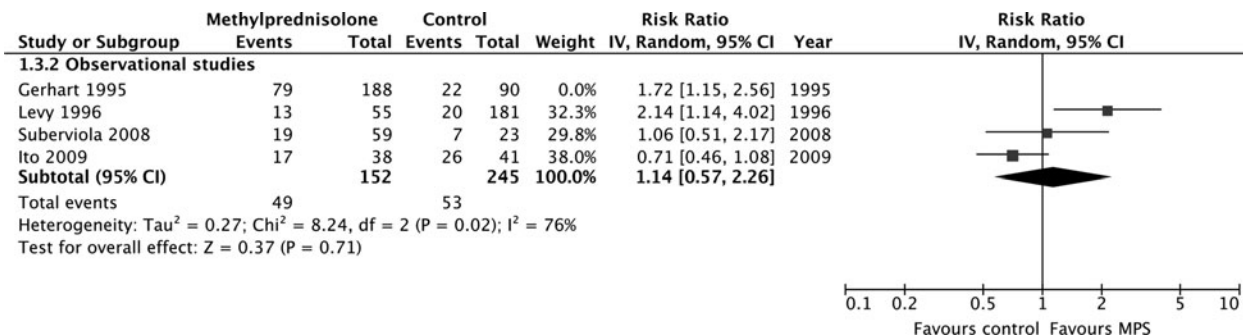 Methylprednisolone Control Risk Ratio Risk Ratio
Study or Subgroup Events Total Events Total Weight IV, Random, 95% CI Year IV, Random, 95% CI
1.3.2 Observational studies
Gerhart 1995 79 188 22 90 0.0% 1.72 [1.15, 2.56] 1995
Levy 1996 13 55 20 181 32.3% 2.14 [1.14, 4.02] 1996
Suberviola 2008 19 59 7 23 29.8% 1.06 [0.51, 2.17] 2008
Ito 2009 17 38 26 41 38.0% 0.71 [0.46, 1.08] 2009
Subtotal (95% CI) 152 245 100.0% 1.14 [0.57, 2.26]
Total events 49 53
Heterogeneity: Tau² = 0.27; Chi² = 8.24, df = 2 (P = 0.02); I² = 76%
Test for overall effect: Z = 0.37 (P = 0.71)
0.1 0.2 0.5 1 2 5 10
Favours control Favours MPS